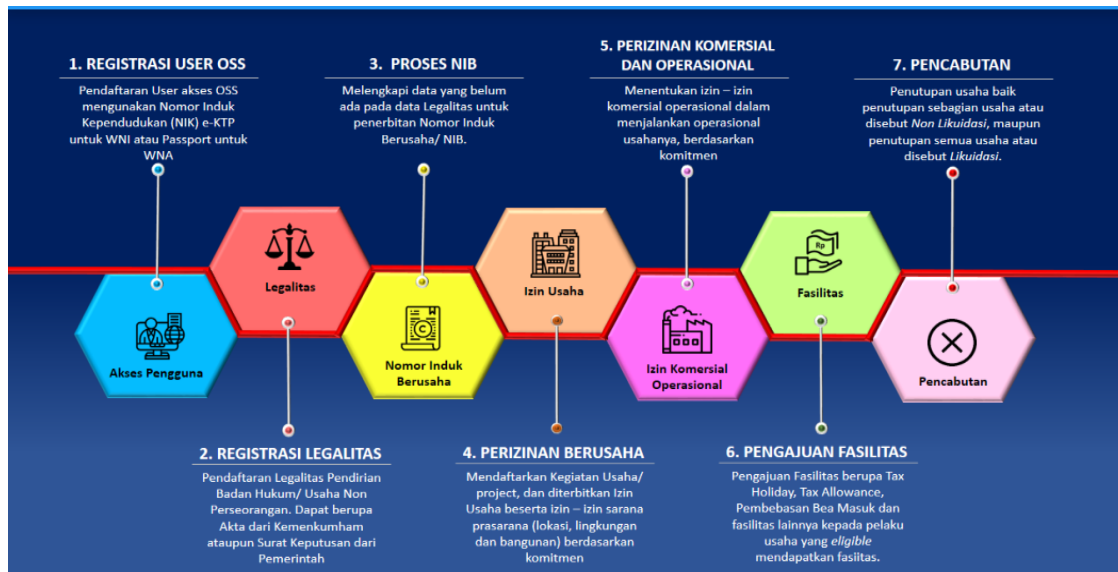 1. REGISTRASI USER OSS
Pendaftaran User akses OSS
mengunakan Nomor Induk
Kependudukan (NIK) e-KTP
untuk WNI atau Passport untuk
WNA
3. PROSES NIB
Melengkapi data yang belum
ada pada data Legalitas untuk
penerbitan Nomor Induk
Berusaha/ NIB.
5. PERIZINAN KOMERSIAL
DAN OPERASIONAL
Menentukan izin – izin
komersial operasional dalam
menjalankan operasional
usahanya, berdasarkan
komitmen
7. PENCABUTAN
Penutupan usaha baik
penutupan sebagian usaha atau
disebut Non Likuidasi, maupun
penutupan semua usaha atau
disebut Likuidasi.
Akses Pengguna
Legalitas
Nomor Induk
Berusaha
Izin Usaha
Izin Komersial
Operasional
Rp
Fasilitas
Pencabutan
2. REGISTRASI LEGALITAS
Pendaftaran Legalitas Pendirian
Badan Hukum/ Usaha Non
Perseorangan. Dapat berupa
Akta dari Kemenkumham
ataupun Surat Keputusan dari
Pemerintah
4. PERIZINAN BERUSAHA
Mendaftarkan Kegiatan Usaha/
project, dan diterbitkan Izin
Usaha beserta izin – izin sarana
prasarana (lokasi, lingkungan
dan bangunan) berdasarkan
komitmen
6. PENGAJUAN FASILITAS
Pengajuan Fasilitas berupa Tax
Holiday, Tax Allowance,
Pembebasan Bea Masuk dan
fasilitas lainnya kepada pelaku
usaha yang eligible
mendapatkan fasiitas.